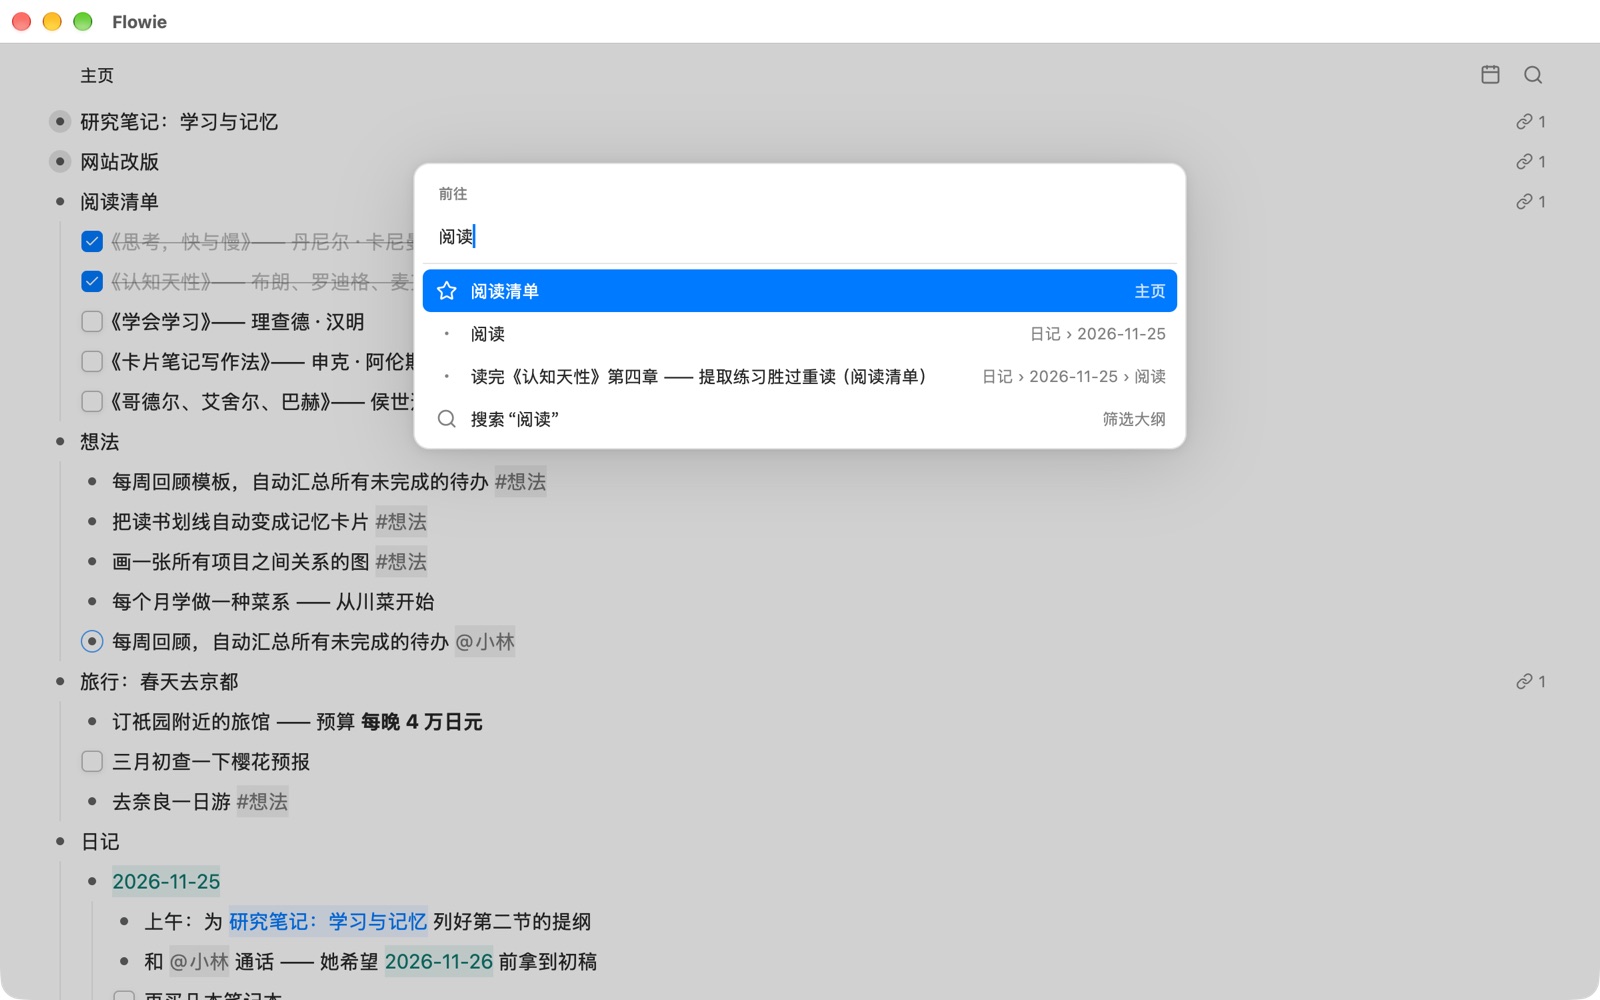 Flowie
主页
研究笔记：学习与记忆
1
网站改版
1
阅读清单
1
《思考，快与慢》—— 丹尼尔·卡尼
《认知天性》—— 布朗、罗迪格、麦
《学会学习》—— 理查德·汉明
《卡片笔记写作法》—— 申克·阿伦
《哥德尔、艾舍尔、巴赫》—— 侯世
前往
阅读
阅读清单 主页
阅读 日记 › 2026-11-25
读完《认知天性》第四章 —— 提取练习胜过重读（阅读清单） 日记 › 2026-11-25 › 阅读
搜索“阅读” 筛选大纲
想法
每周回顾模板，自动汇总所有未完成的待办 #想法
把读书划线自动变成记忆卡片 #想法
画一张所有项目之间关系的图 #想法
每个月学做一种菜系 —— 从川菜开始
每周回顾，自动汇总所有未完成的待办 @小林
旅行：春天去京都
1
订祇园附近的旅馆 —— 预算 每晚 4 万日元
三月初查一下樱花预报
去奈良一日游 #想法
日记
2026-11-25
上午：为 研究笔记：学习与记忆 列好第二节的提纲
和 @小林 通话 —— 她希望 2026-11-26 前拿到初稿